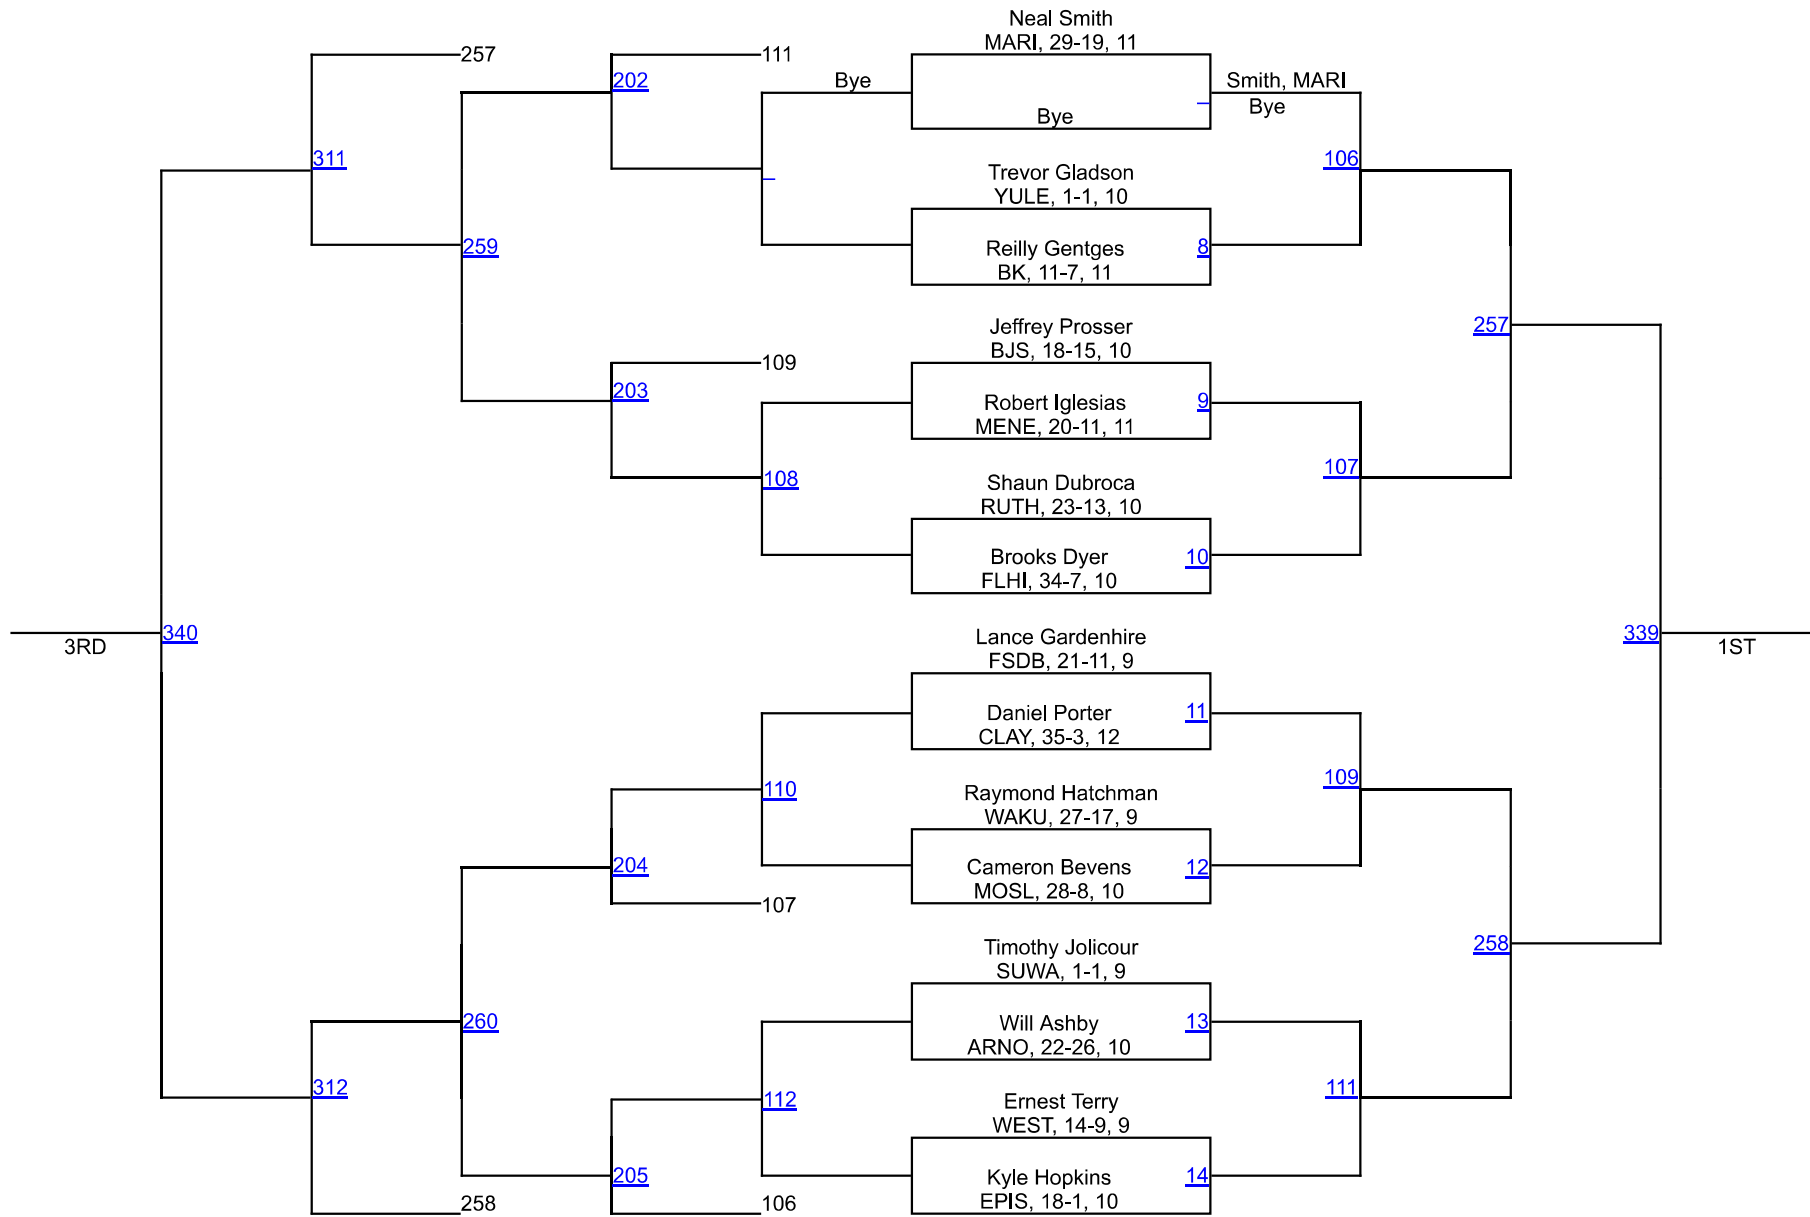 Neal Smith
MARI, 29-19, 11
257
111
202
Bye
Smith, MARI
Bye
Bye
311
106
Trevor Gladson
YULE, 1-1, 10
259
Reilly Gentges
8
BK, 11-7, 11
Jeffrey Prosser
257
BJS, 18-15, 10
109
203
Robert Iglesias
9
MENE, 20-11, 11
108
107
Shaun Dubroca
RUTH, 23-13, 10
Brooks Dyer
10
FLHI, 34-7, 10
3RD
340
Lance Gardenhire
339
1ST
FSDB, 21-11, 9
Daniel Porter
11
CLAY, 35-3, 12
110
109
Raymond Hatchman
WAKU, 27-17, 9
204
Cameron Bevens
12
MOSL, 28-8, 10
107
Timothy Jolicour
258
SUWA, 1-1, 9
260
Will Ashby
13
ARNO, 22-26, 10
312
112
111
Ernest Terry
WEST, 14-9, 9
205
Kyle Hopkins
14
EPIS, 18-1, 10
258
106